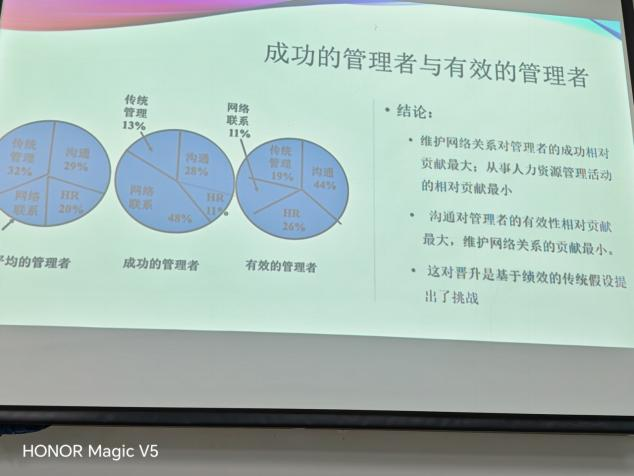 成功的管理者与有效的管理者
传统
管理
32%
沟通
29%
网络
联系
HR
20%
平均的管理者
传统
管理
13%
沟通
28%
网络
联系
48%
HR
11%
成功的管理者
网络
联系
11%
传统
管理
19%
沟通
44%
HR
26%
有效的管理者
• 结论：
• 维护网络关系对管理者的成功相对
贡献最大；从事人力资源管理活动
的相对贡献最小
• 沟通对管理者的有效性相对贡献
最大，维护网络关系的贡献最小。
• 这对晋升是基于绩效的传统假设提
出了挑战
HONOR Magic V5